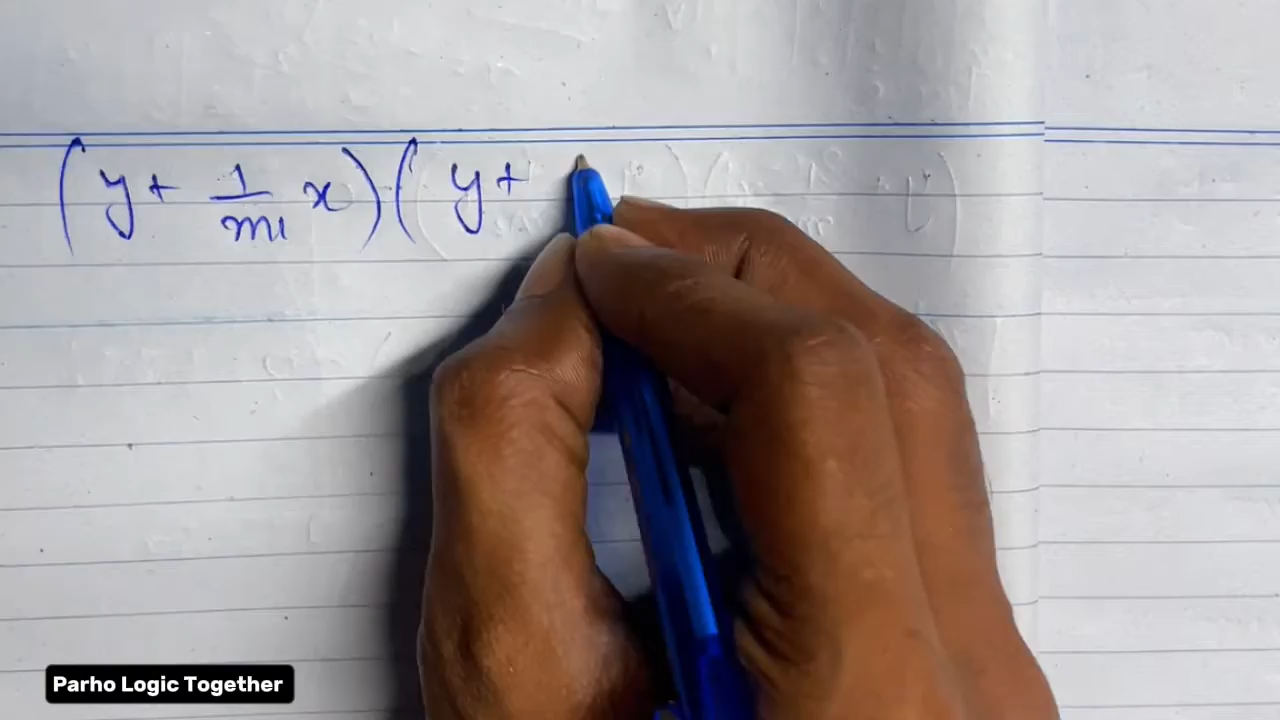 (y + 1/m₁ x)(y +
Parho Logic Together